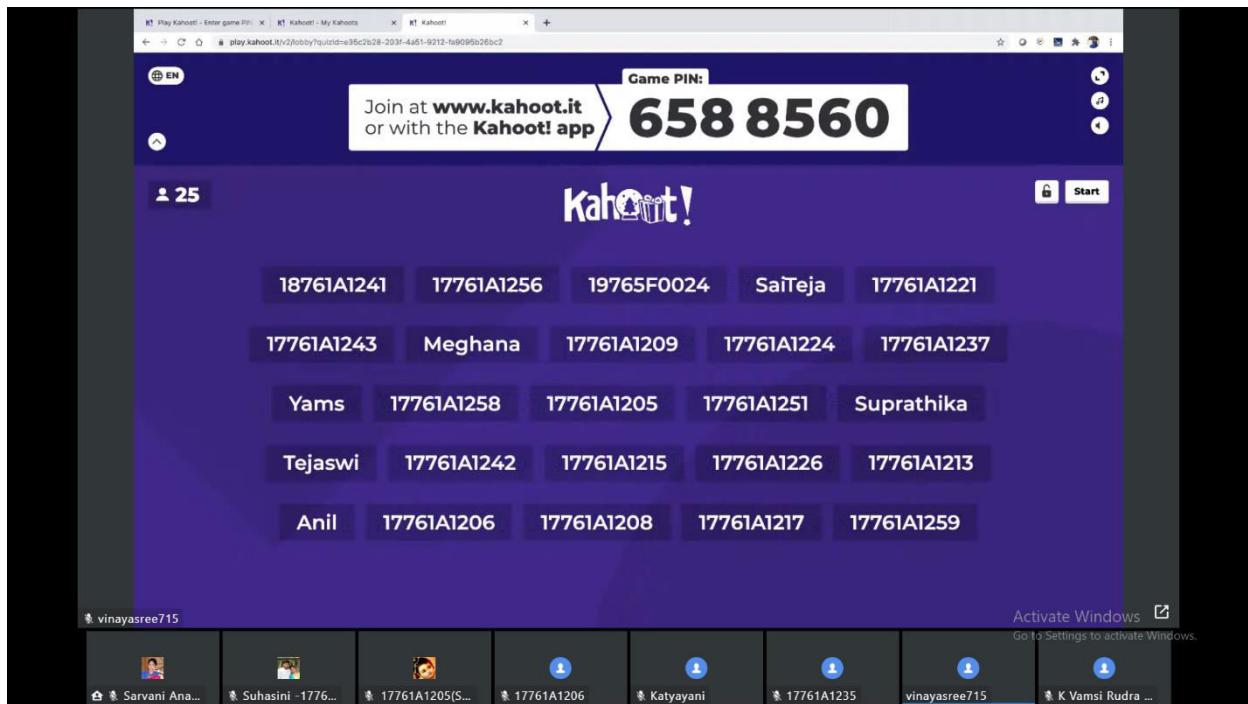 K! Play Kahoot! - Enter game PIN
K! Kahoot! - My Kahoots
K! Kahoot!
play.kahoot.it/v2/lobby?quizId=e35c2b28-203f-4a51-9212-fa9095b26bc2
EN
Join at www.kahoot.it
or with the Kahoot! app
Game PIN:
658 8560
25
Kahoot!
Start
18761A1241 17761A1256 19765F0024 SaiTeja 17761A1221
17761A1243 Meghana 17761A1209 17761A1224 17761A1237
Yams 17761A1258 17761A1205 17761A1251 Suprathika
Tejaswi 17761A1242 17761A1215 17761A1226 17761A1213
Anil 17761A1206 17761A1208 17761A1217 17761A1259
vinayasree715
Activate Windows
Go to Settings to activate Windows.
Sarvani Ana... Suhasini -1776... 17761A1205(S... 17761A1206 Katyayani 17761A1235 vinayasree715 K Vamsi Rudra ...